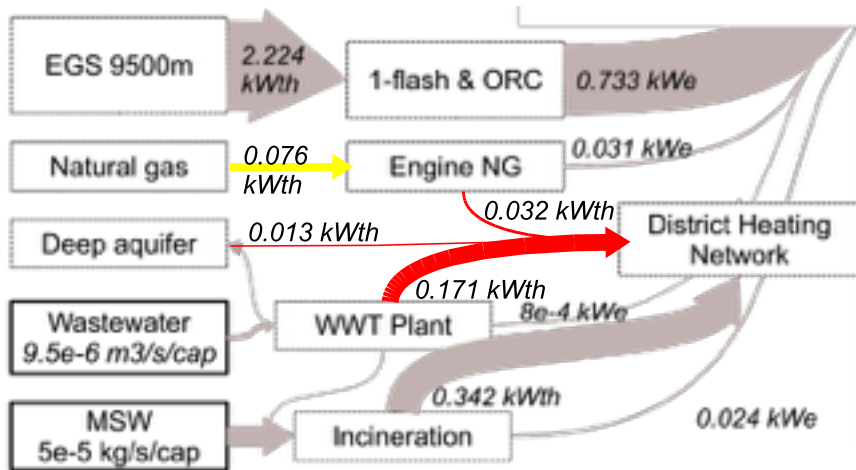 EGS 9500m
2.224
kWth
1-flash & ORC
0.733 kWe
Natural gas
0.076
kWth
Engine NG
0.031 kWe
0.032 kWth
Deep aquifer
0.013 kWth
District Heating
Network
0.171 kWth
Wastewater
9.5e-6 m3/s/cap
WWT Plant
8e-4 kWe
0.342 kWth
MSW
5e-5 kg/s/cap
Incineration
0.024 kWe